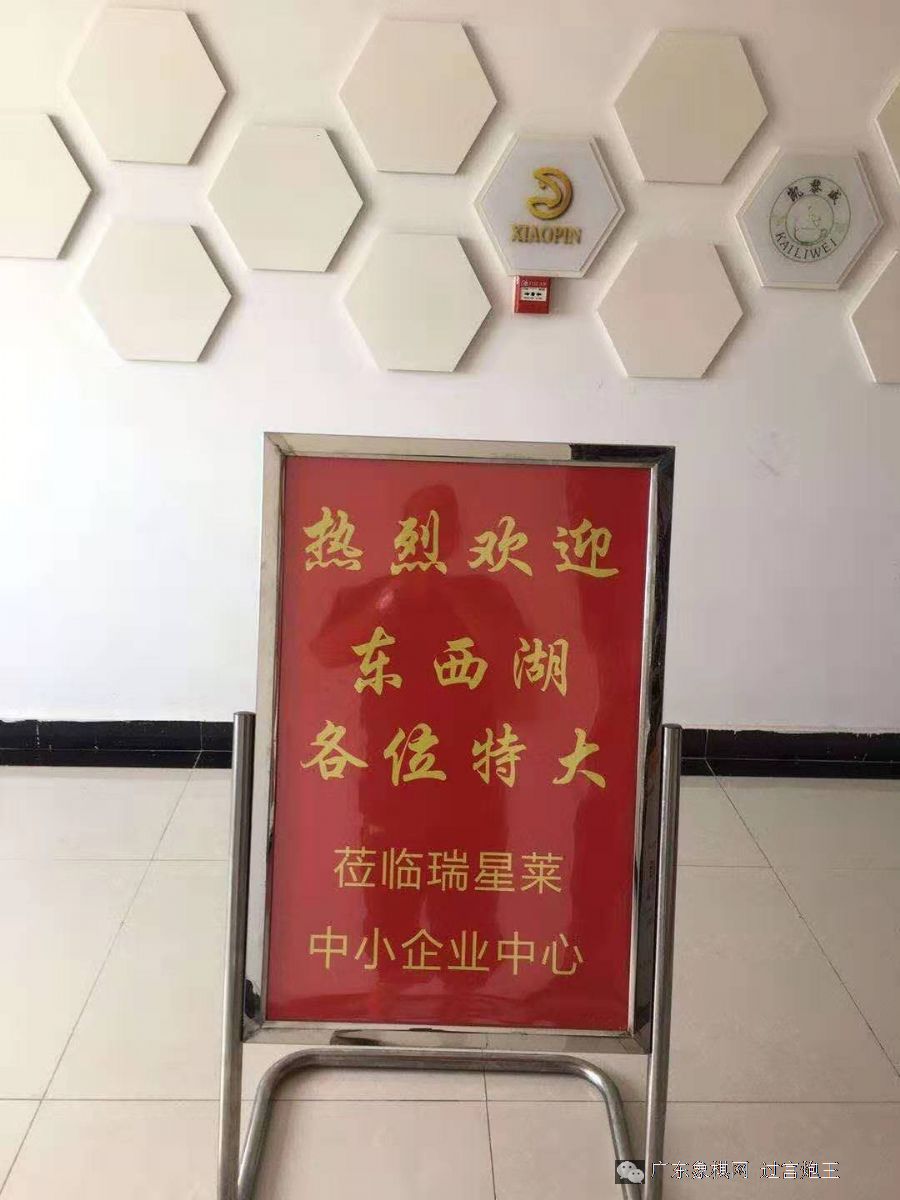 XIAOPIN
凯黎威
KAILIWEI
热烈欢迎
东西湖
各位特大
莅临瑞星莱
中小企业中心
广东象棋网 过宫炮王